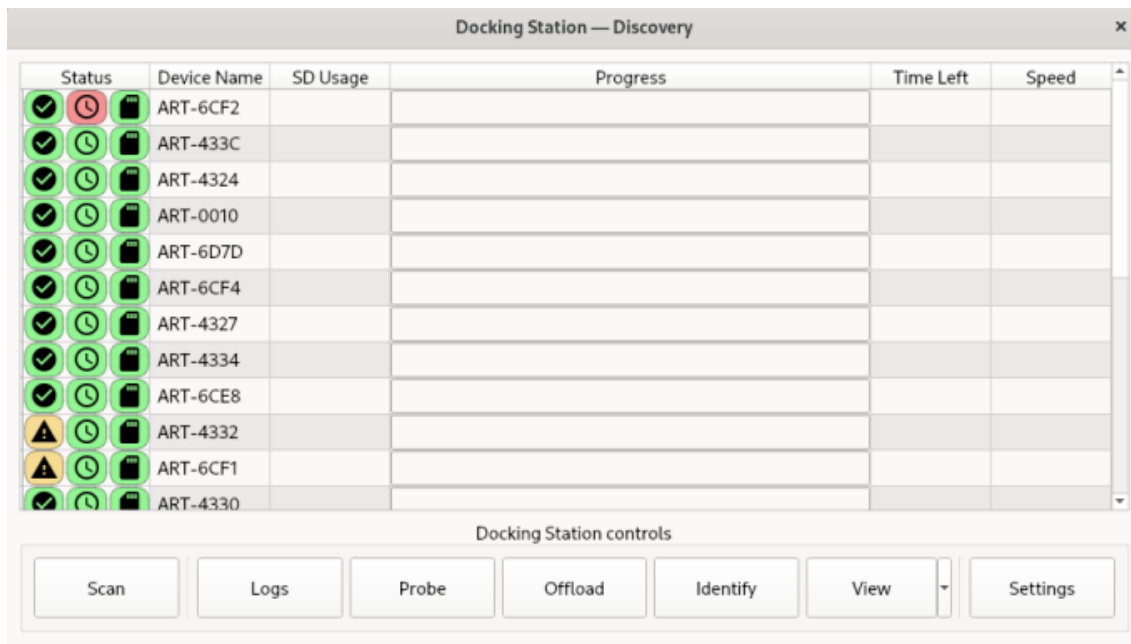 Docking Station — Discovery ×
Status Device Name SD Usage Progress Time Left Speed
ART-6CF2
ART-433C
ART-4324
ART-0010
ART-6D7D
ART-6CF4
ART-4327
ART-4334
ART-6CE8
ART-4332
ART-6CF1
ART-4330
Docking Station controls
Scan Logs Probe Offload Identify View Settings